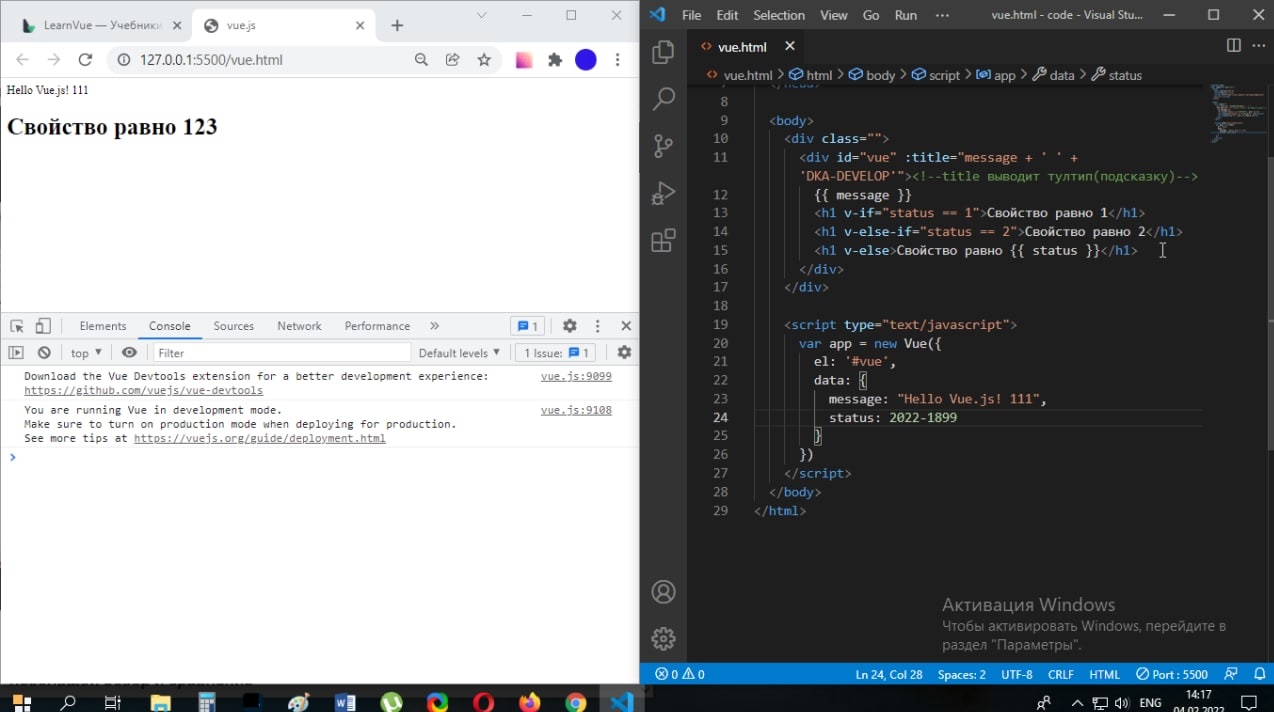 LearnVue — Учебники
vue.js
127.0.0.1:5500/vue.html
Hello Vue.js! 111
Свойство равно 123
Elements Console Sources Network Performance » 1
top ▼ Filter Default levels ▼ 1 Issue: 1
Download the Vue Devtools extension for a better development experience: vue.js:9099
https://github.com/vuejs/vue-devtools
You are running Vue in development mode. vue.js:9108
Make sure to turn on production mode when deploying for production.
See more tips at https://vuejs.org/guide/deployment.html
File Edit Selection View Go Run ··· vue.html - code - Visual Stu...
vue.html
vue.html > html > body > script > app > data > status
7 </head>
8
9 <body>
10 <div class="">
11 <div id="vue" :title="message + ' ' +
'DKA-DEVELOP'"><!--title выводит тултип(подсказку)-->
12 {{ message }}
13 <h1 v-if="status == 1">Свойство равно 1</h1>
14 <h1 v-else-if="status == 2">Свойство равно 2</h1>
15 <h1 v-else>Свойство равно {{ status }}</h1>
16 </div>
17 </div>
18
19 <script type="text/javascript">
20 var app = new Vue({
21 el: '#vue',
22 data: {
23 message: "Hello Vue.js! 111",
24 status: 2022-1899
25 }
26 })
27 </script>
28 </body>
29 </html>
Активация Windows
Чтобы активировать Windows, перейдите в
раздел "Параметры".
0 0 Ln 24, Col 28 Spaces: 2 UTF-8 CRLF HTML Port : 5500
ENG
14:17
04.02.2022